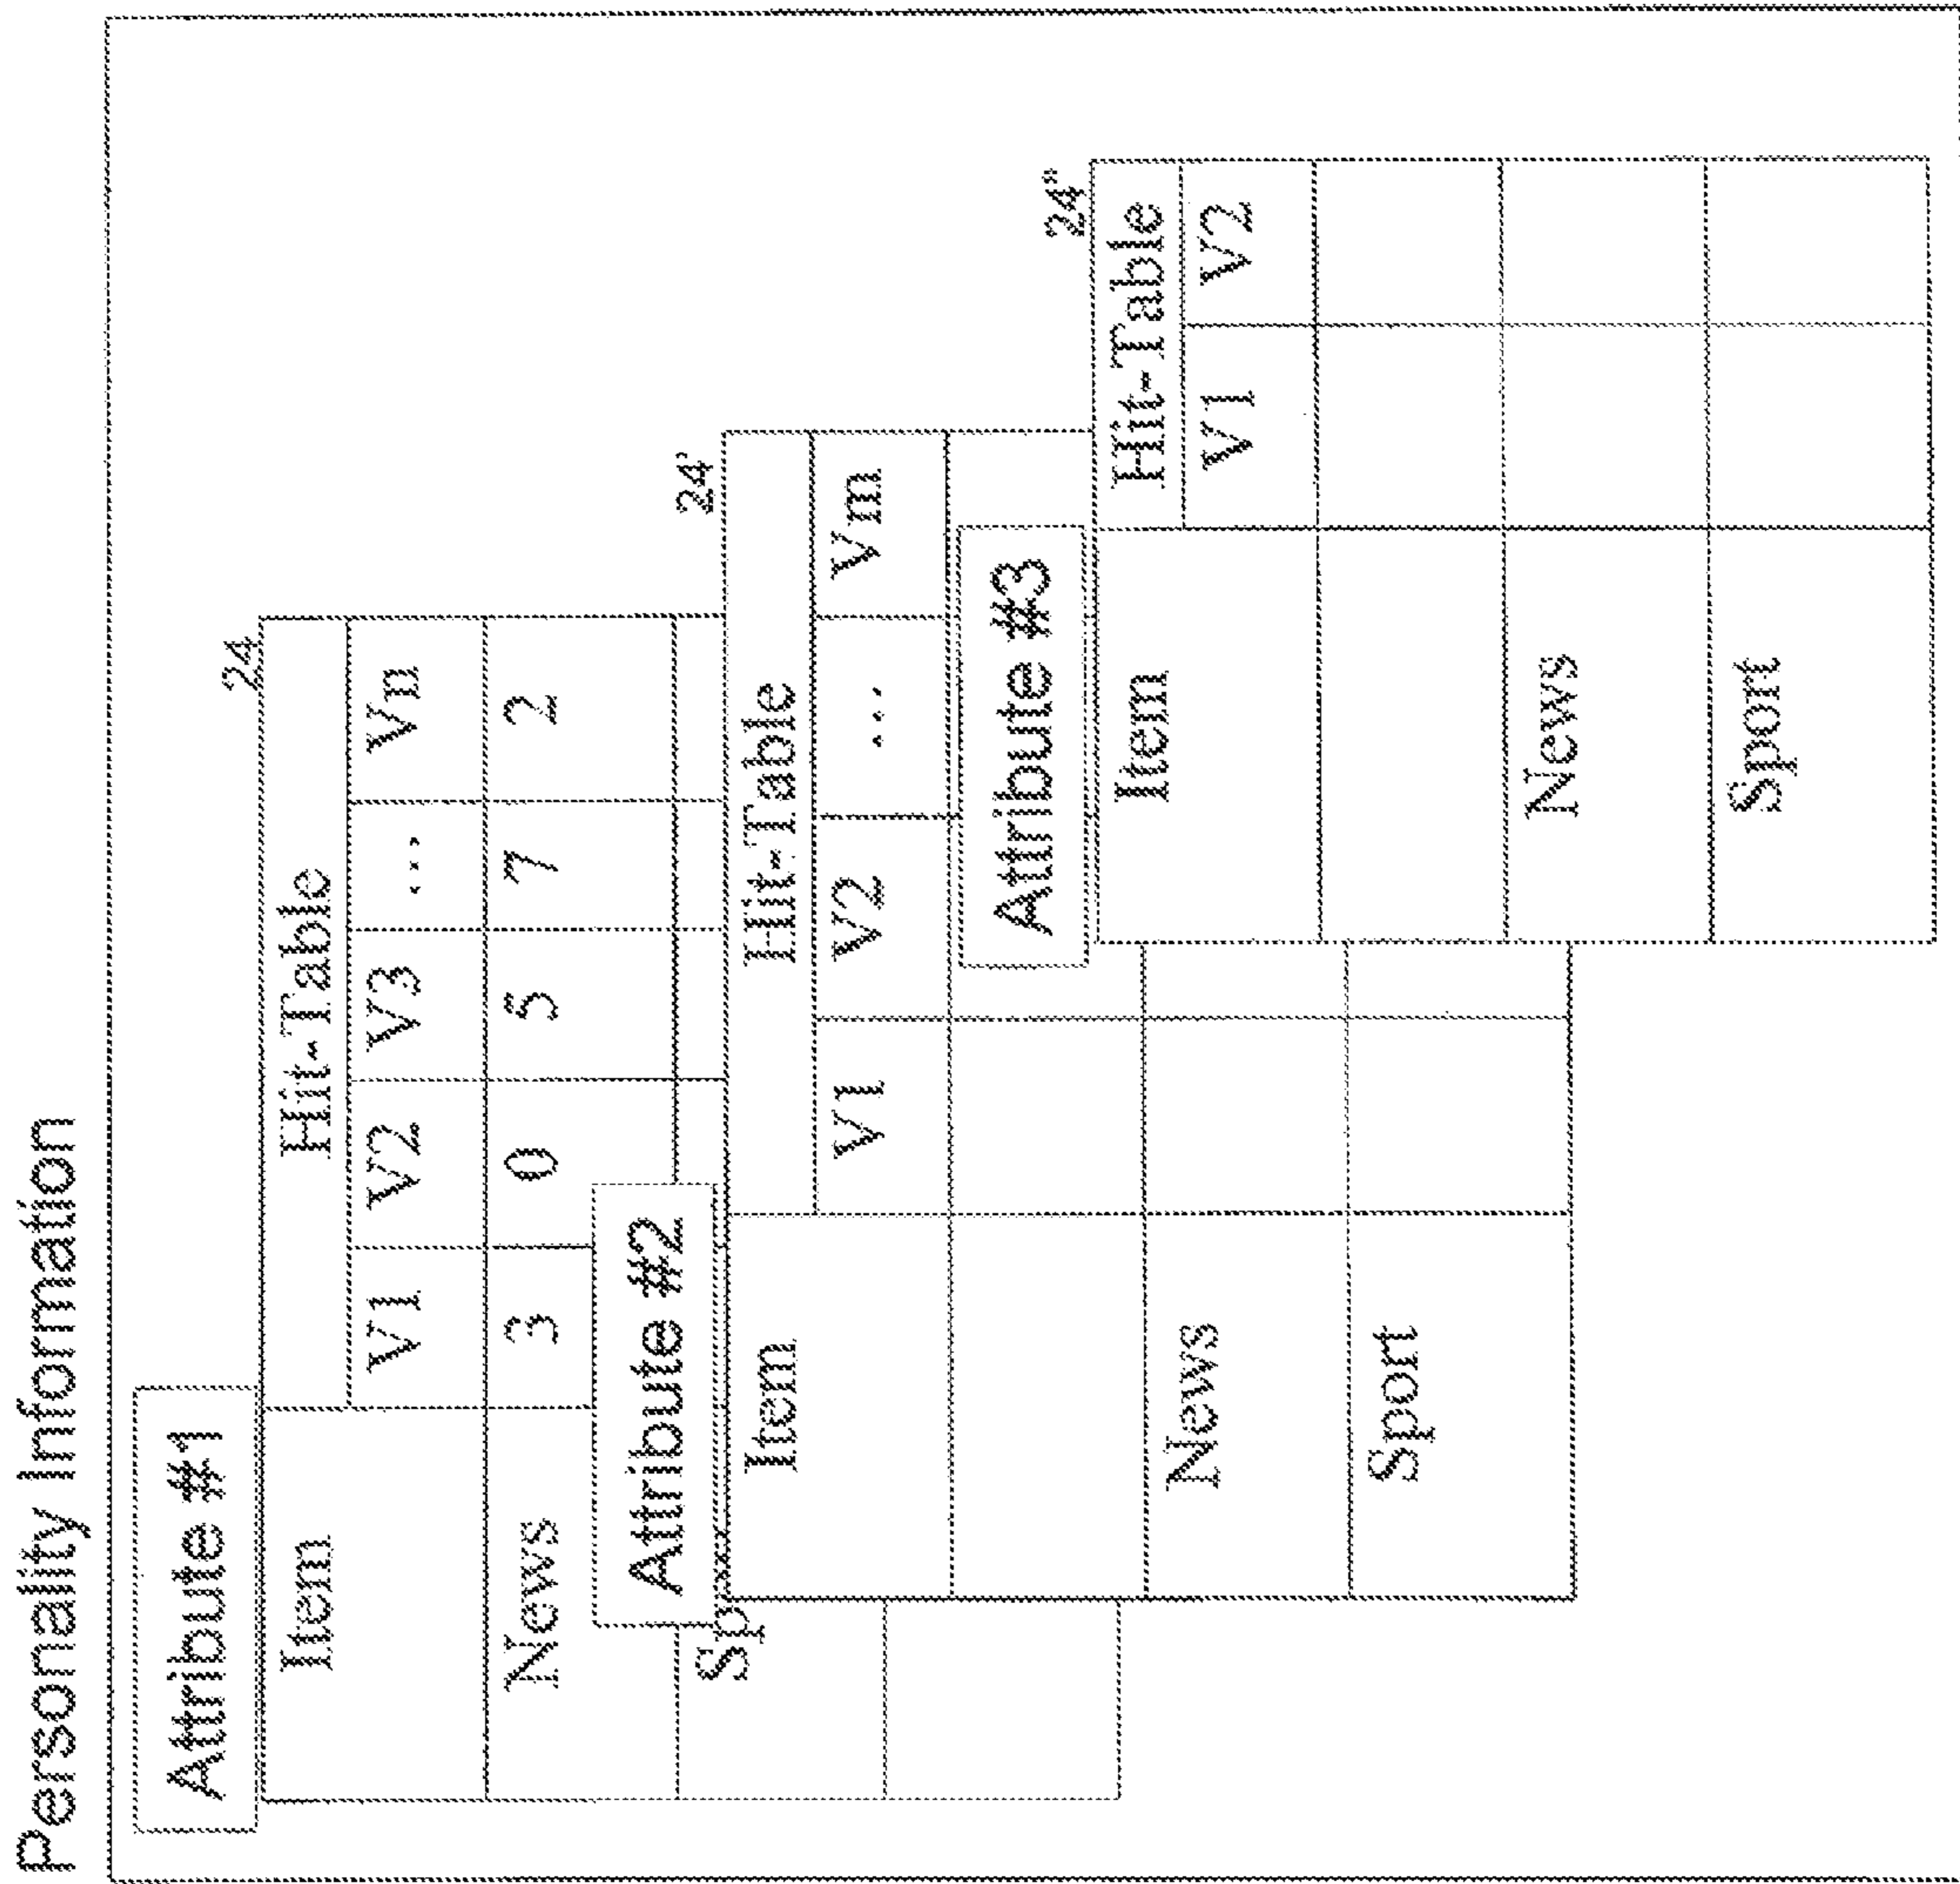 Personality Information
Attribute #1
24
Item Hit-Table
V1 V2 V3 ... Vn
News 3 0 5 7 2
Attribute #2
Sp
24'
Item Hit-Table
V1 V2 ... Vm
News
Sport
Attribute #3
24"
Item Hit-Table
V1 V2
News
Sport